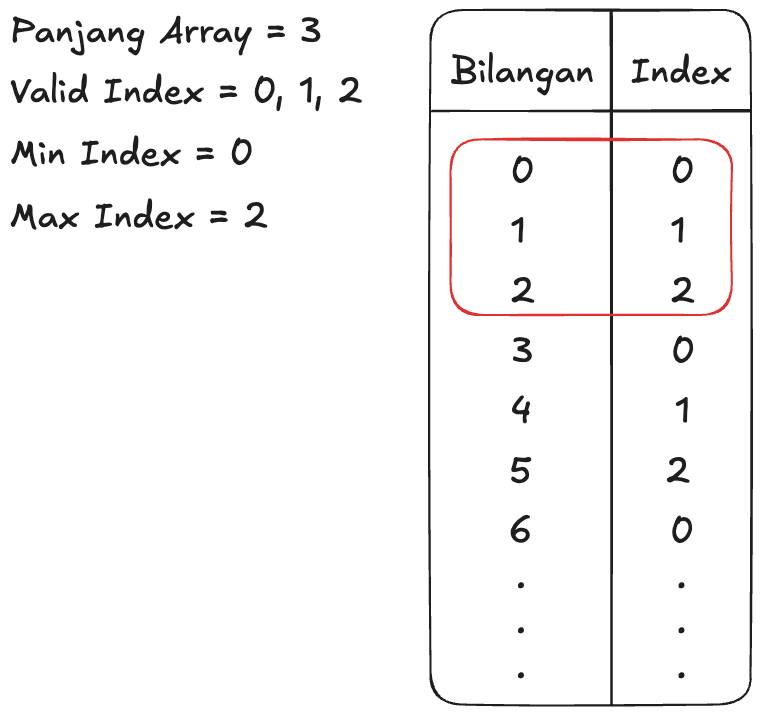 Panjang Array = 3
Valid Index = 0, 1, 2
Min Index = 0
Max Index = 2
Bilangan Index
0 0
1 1
2 2
3 0
4 1
5 2
6 0
. .
. .
. .